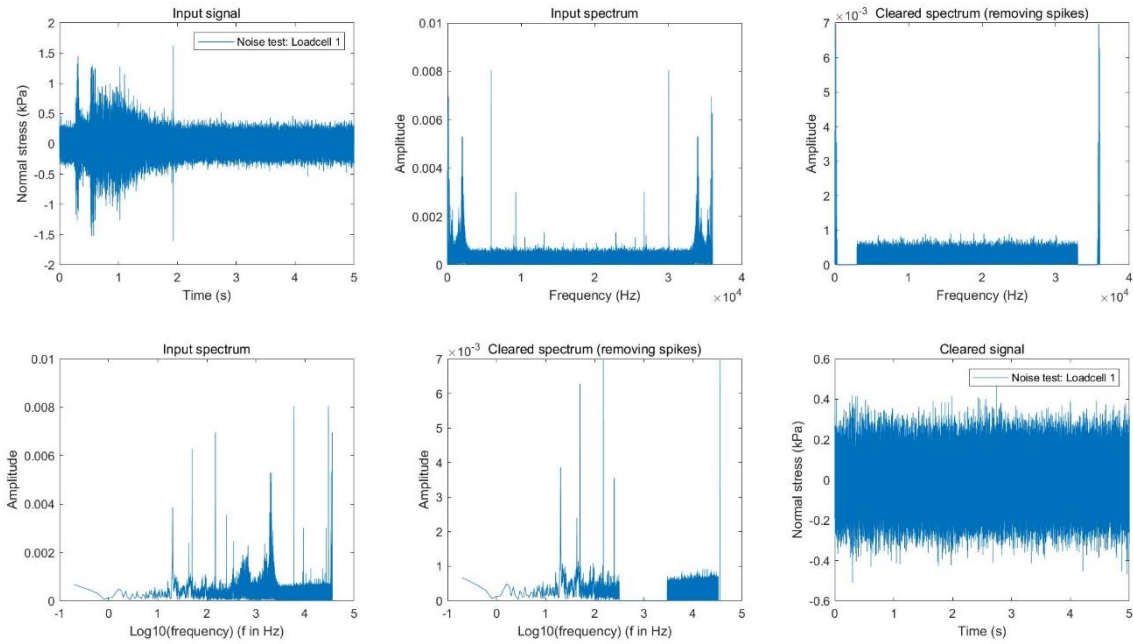 Input signal
2
1.5
1
0.5
0
-0.5
-1
-1.5
-2
Normal stress (kPa)
Noise test: Loadcell 1
0 1 2 3 4 5
Time (s)
Input spectrum
0.01
0.008
0.006
0.004
0.002
0
Amplitude
0 1 2 3 4
Frequency (Hz)
×10⁴
Cleared spectrum (removing spikes)
×10⁻³
7
6
5
4
3
2
1
0
Amplitude
0 1 2 3 4
Frequency (Hz)
×10⁴
Input spectrum
0.01
0.008
0.006
0.004
0.002
0
Amplitude
-1 0 1 2 3 4 5
Log10(frequency) (f in Hz)
Cleared spectrum (removing spikes)
×10⁻³
7
6
5
4
3
2
1
0
Amplitude
-1 0 1 2 3 4 5
Log10(frequency) (f in Hz)
Cleared signal
0.6
0.4
0.2
0
-0.2
-0.4
-0.6
Normal stress (kPa)
Noise test: Loadcell 1
0 1 2 3 4 5
Time (s)